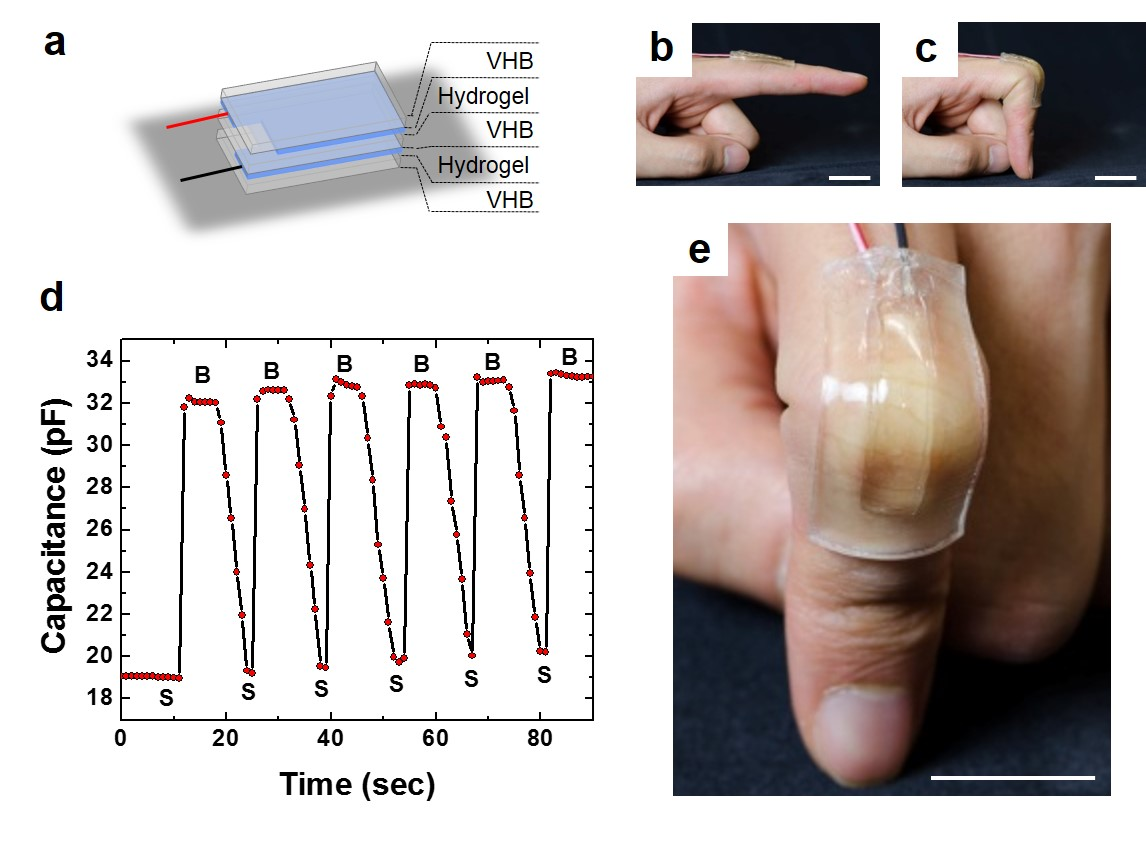 a
VHB
Hydrogel
VHB
Hydrogel
VHB
b
c
d
Capacitance (pF)
34
32
30
28
26
24
22
20
18
B B B B B B
S S S S S S
0 20 40 60 80
Time (sec)
e